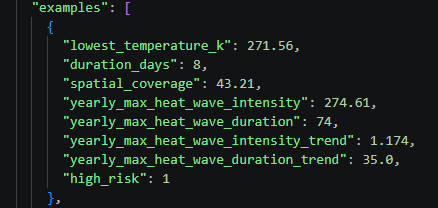 "examples": [
{
"lowest_temperature_k": 271.56,
"duration_days": 8,
"spatial_coverage": 43.21,
"yearly_max_heat_wave_intensity": 274.61,
"yearly_max_heat_wave_duration": 74,
"yearly_max_heat_wave_intensity_trend": 1.174,
"yearly_max_heat_wave_duration_trend": 35.0,
"high_risk": 1
},